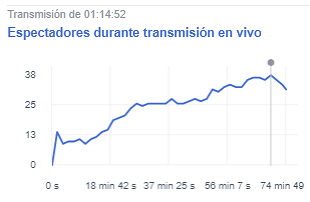 Transmisión de 01:14:52
Espectadores durante transmisión en vivo
38
25
13
0
0 s
18 min 42 s
37 min 25 s
56 min 7 s
74 min 49